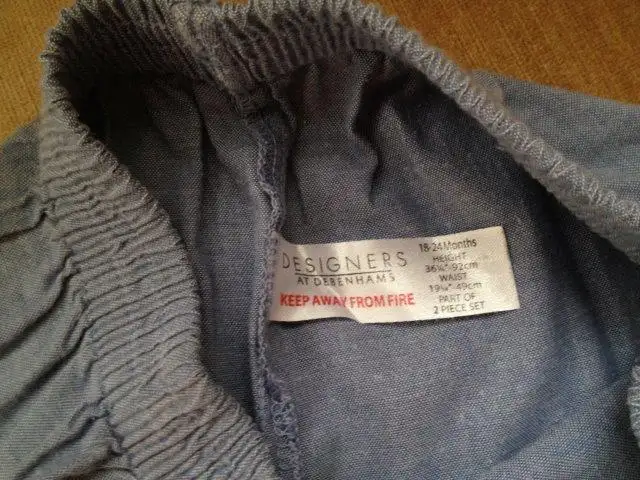 DESIGNERS
AT DEBENHAMS
KEEP AWAY FROM FIRE
18-24 Months
HEIGHT
36¼"-92cm
WAIST
19¼"-49cm
PART OF
2 PIECE SET